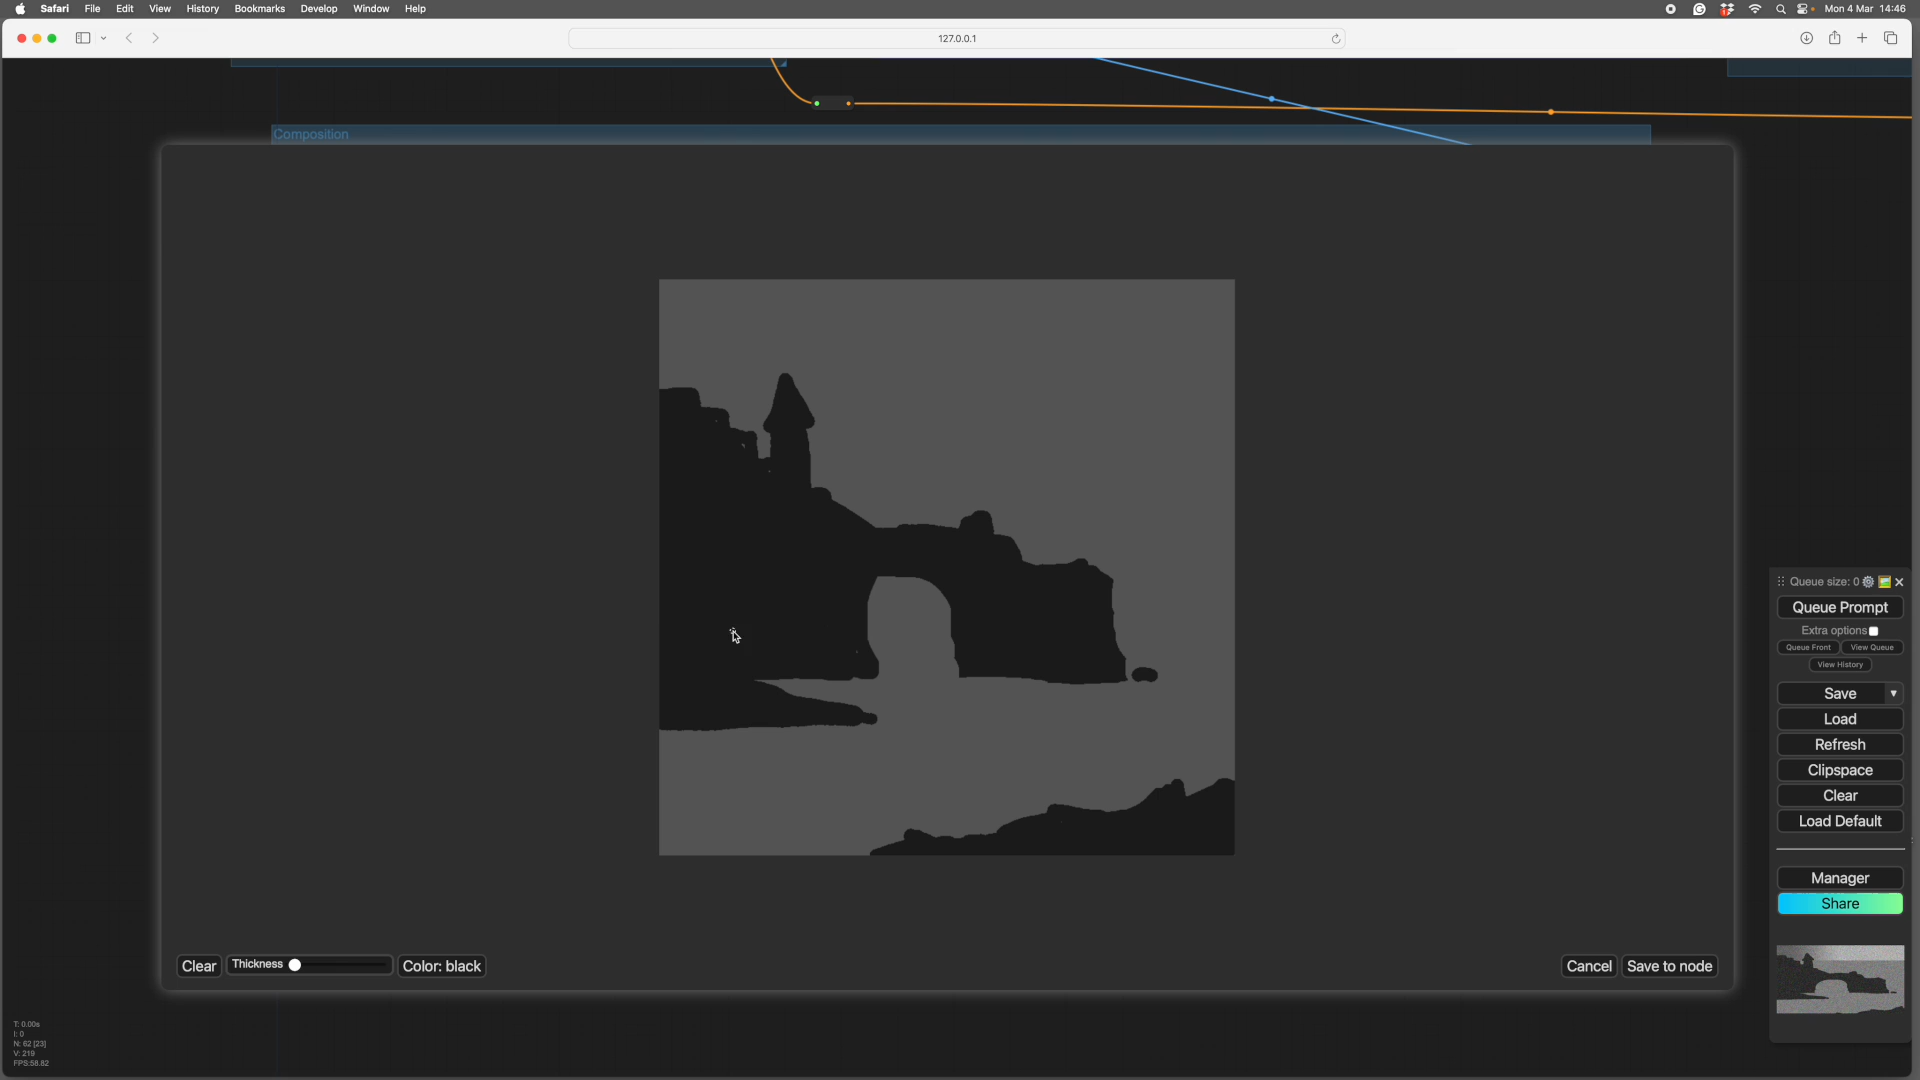 Safari File Edit View History Bookmarks Develop Window Help Mon 4 Mar 14:46
127.0.0.1
Composition
Queue size: 0
Queue Prompt
Extra options
Queue Front View Queue
View History
Save ▼
Load
Refresh
Clipspace
Clear
Load Default
Manager
Share
Clear Thickness Color: black Cancel Save to node
T: 0.00s
I: 0
N: 62 [23]
V: 219
FPS:58.82